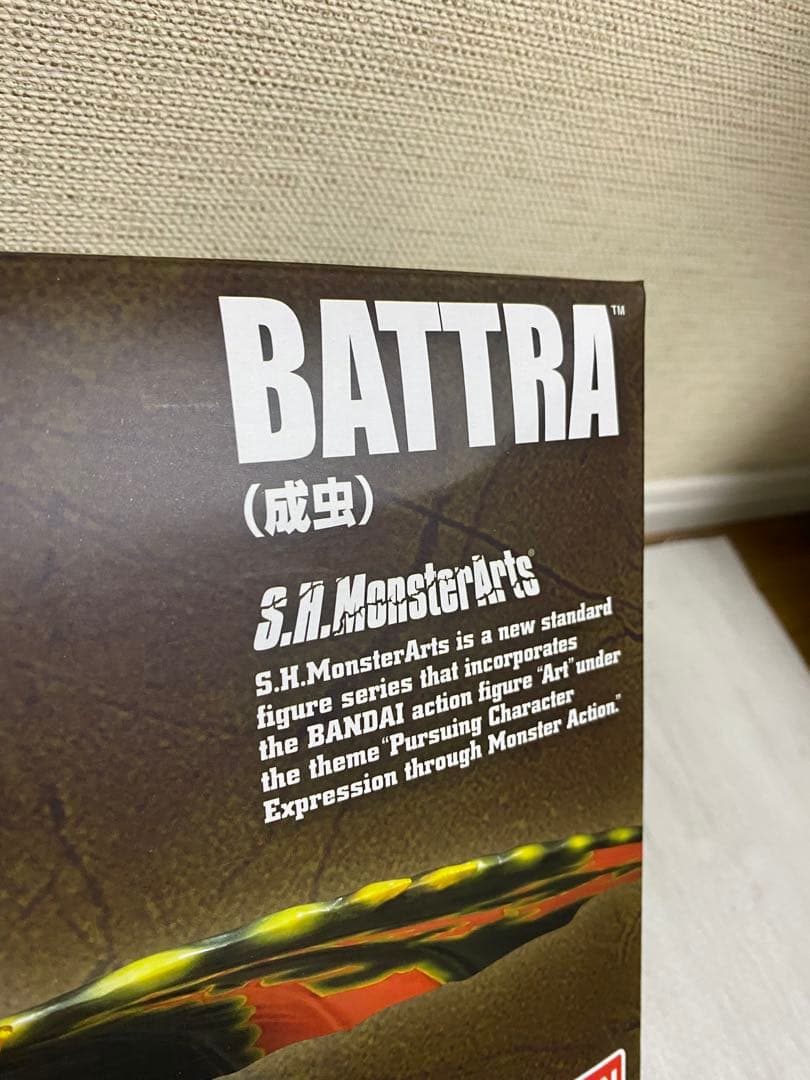 BATTRA™
（成虫）
S.H.MonsterArts®
S.H.MonsterArts is a new standard
figure series that incorporates
the BANDAI action figure "Art" under
the theme "Pursuing Character
Expression through Monster Action."